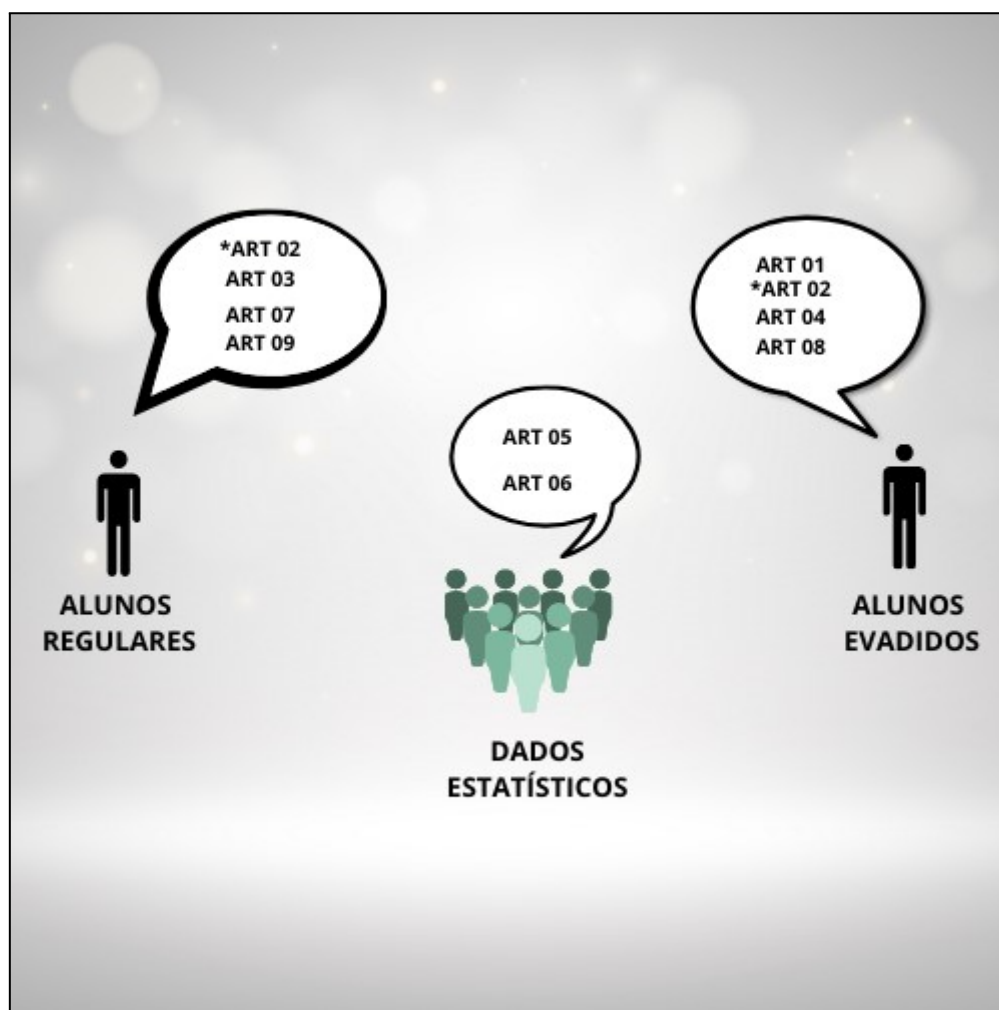 *ART 02
ART 03
ART 07
ART 09
ALUNOS
REGULARES
ART 05
ART 06
DADOS
ESTATÍSTICOS
ART 01
*ART 02
ART 04
ART 08
ALUNOS
EVADIDOS